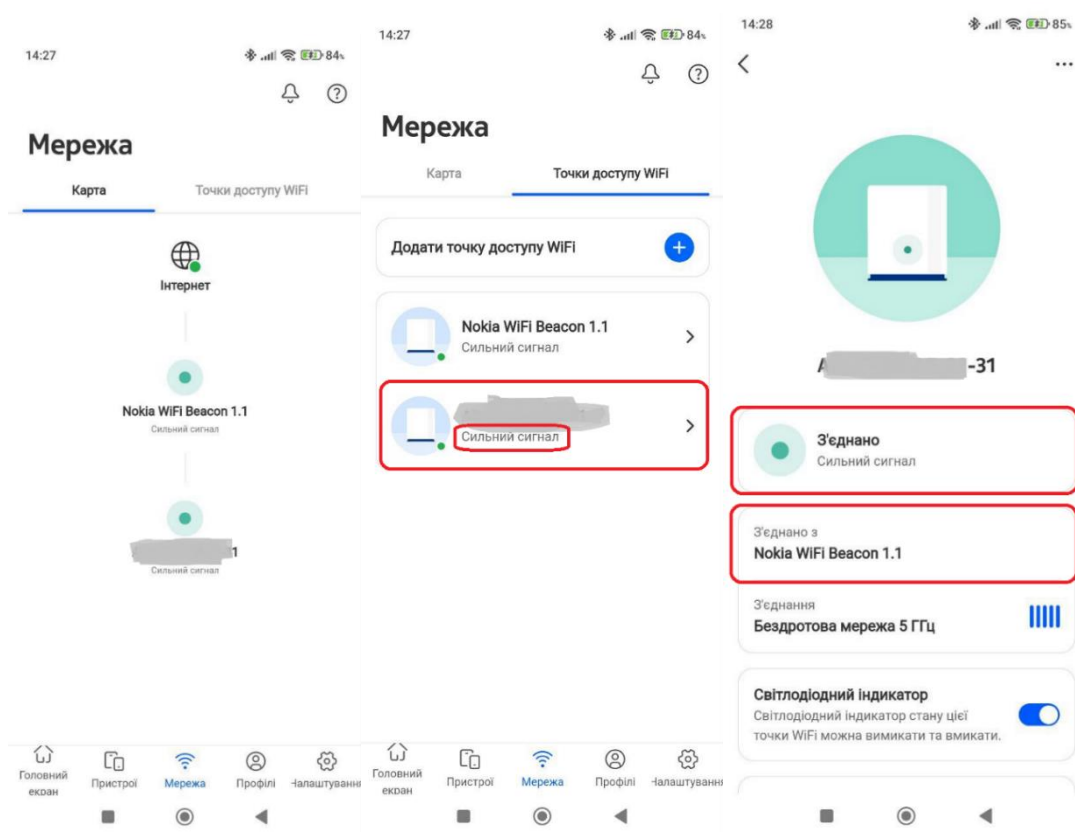 14:27
84%
Мережа
Карта
Точки доступу WiFi
Інтернет
Nokia WiFi Beacon 1.1
Сильний сигнал
1
Сильний сигнал
Головний екран
Пристрої
Мережа
Профілі
Налаштування
14:27
84%
Мережа
Карта
Точки доступу WiFi
Додати точку доступу WiFi
Nokia WiFi Beacon 1.1
Сильний сигнал
Сильний сигнал
Головний екран
Пристрої
Мережа
Профілі
Налаштування
14:28
85%
-31
З'єднано
Сильний сигнал
З'єднано з
Nokia WiFi Beacon 1.1
З'єднання
Бездротова мережа 5 ГГц
Світлодіодний індикатор
Світлодіодний індикатор стану цієї
точки WiFi можна вимикати та вмикати.